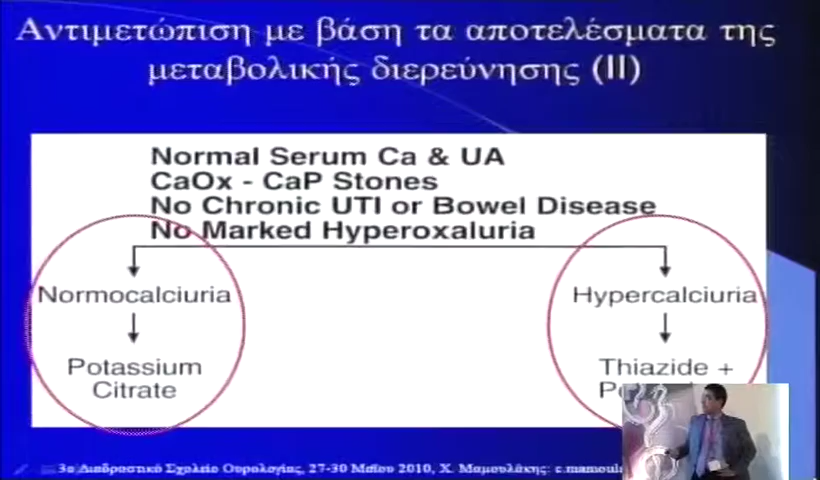 Αντιμετώπιση με βάση τα αποτελέσματα της
μεταβολικής διερεύνησης (II)
Normal Serum Ca & UA
CaOx - CaP Stones
No Chronic UTI or Bowel Disease
No Marked Hyperoxaluria
Normocalciuria
Hypercalciuria
Potassium
Citrate
Thiazide +
3ο Διαδραστικό Σχολείο Ουρολογίας, 27-30 Μαΐου 2010, Χ. Μαμουλάκης: